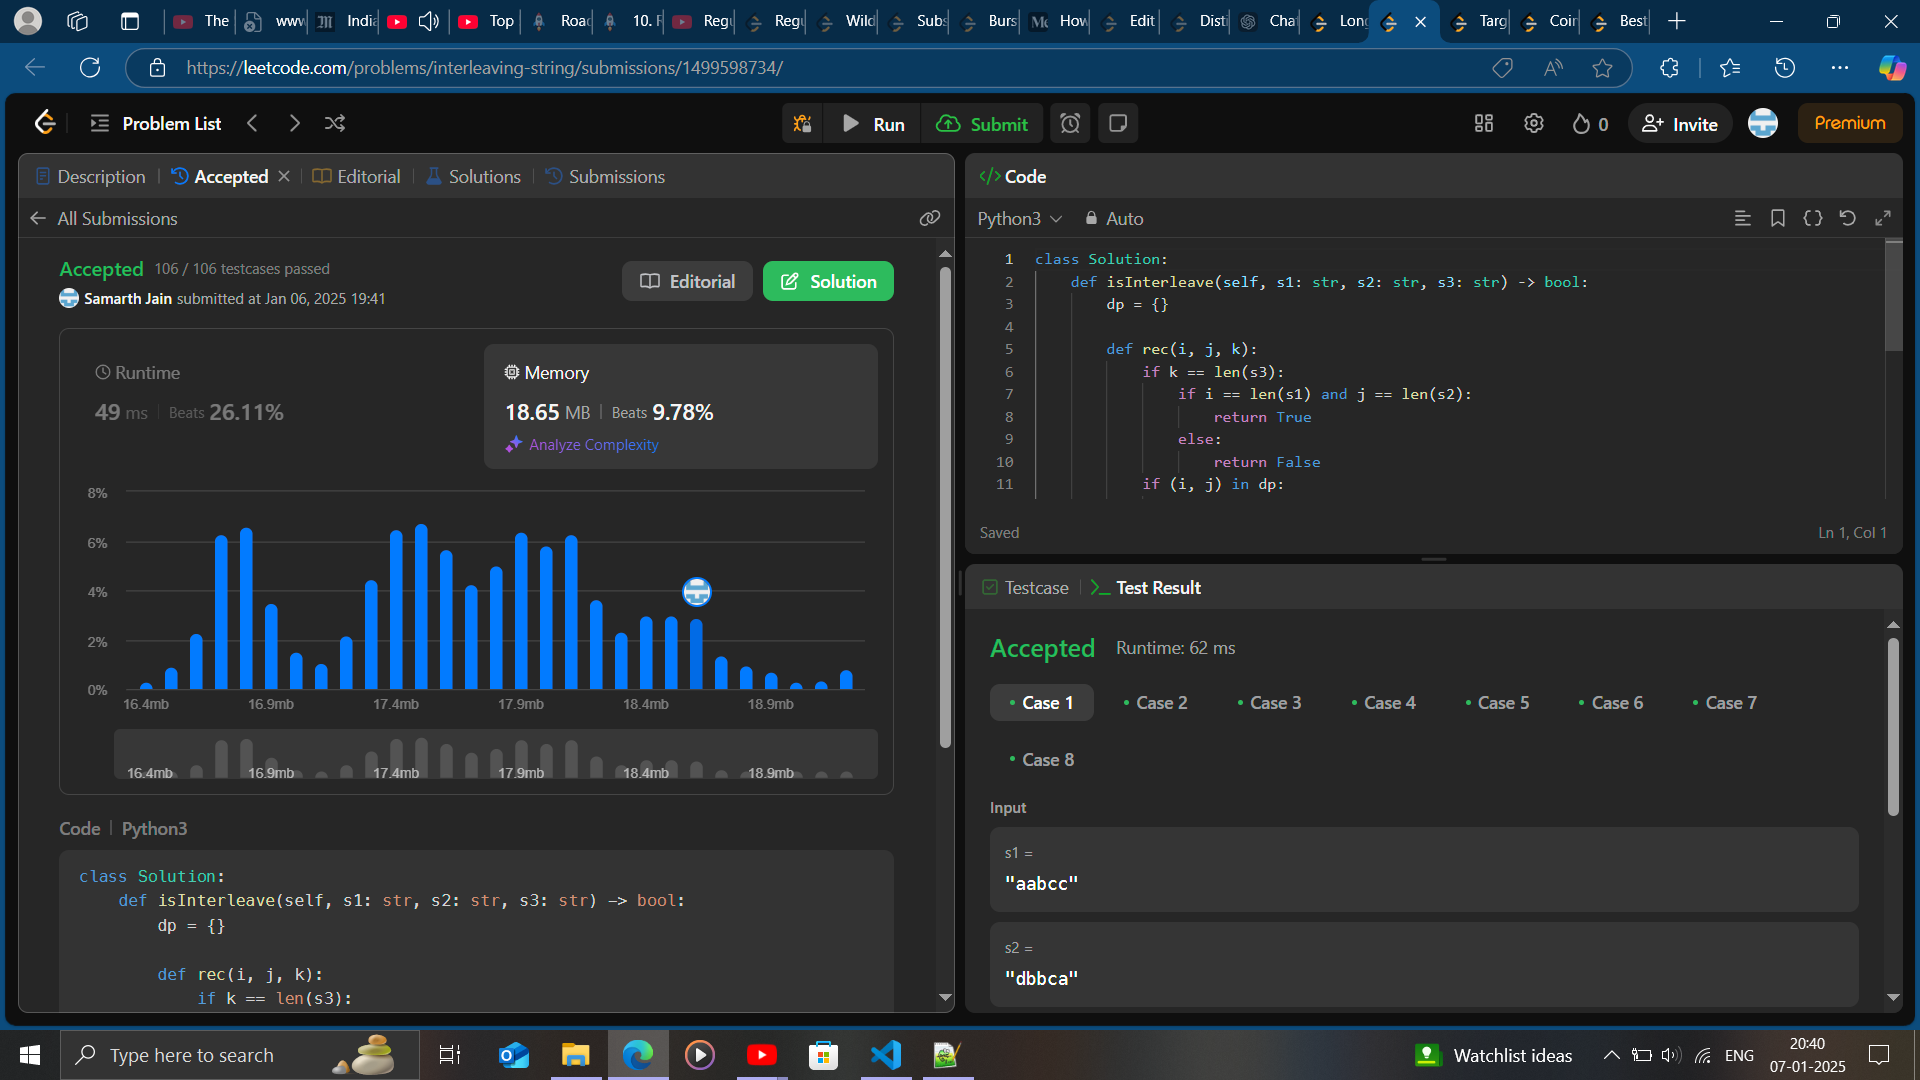 The
www
India
Top
Road
10. R
Regu
Regu
Wild
Subs
Burs
How
Edit
Disti
Chat
Long
Targ
Coin
Best
https://leetcode.com/problems/interleaving-string/submissions/1499598734/
Problem List
Run
Submit
0
Invite
Premium
Description
Accepted
Editorial
Solutions
Submissions
All Submissions
Accepted 106 / 106 testcases passed
Samarth Jain submitted at Jan 06, 2025 19:41
Editorial
Solution
Runtime
49 ms | Beats 26.11%
Memory
18.65 MB | Beats 9.78%
Analyze Complexity
8%
6%
4%
2%
0%
16.4mb 16.9mb 17.4mb 17.9mb 18.4mb 18.9mb
16.4mb 16.9mb 17.4mb 17.9mb 18.4mb 18.9mb
Code | Python3
class Solution:
    def isInterleave(self, s1: str, s2: str, s3: str) -> bool:
        dp = {}
        def rec(i, j, k):
            if k == len(s3):
</> Code
Python3
Auto
1 class Solution:
2     def isInterleave(self, s1: str, s2: str, s3: str) -> bool:
3         dp = {}
4
5         def rec(i, j, k):
6             if k == len(s3):
7                 if i == len(s1) and j == len(s2):
8                     return True
9                 else:
10                     return False
11             if (i, j) in dp:
Saved
Ln 1, Col 1
Testcase
Test Result
Accepted Runtime: 62 ms
Case 1
Case 2
Case 3
Case 4
Case 5
Case 6
Case 7
Case 8
Input
s1 =
"aabcc"
s2 =
"dbbca"
Type here to search
Watchlist ideas
ENG
20:40
07-01-2025